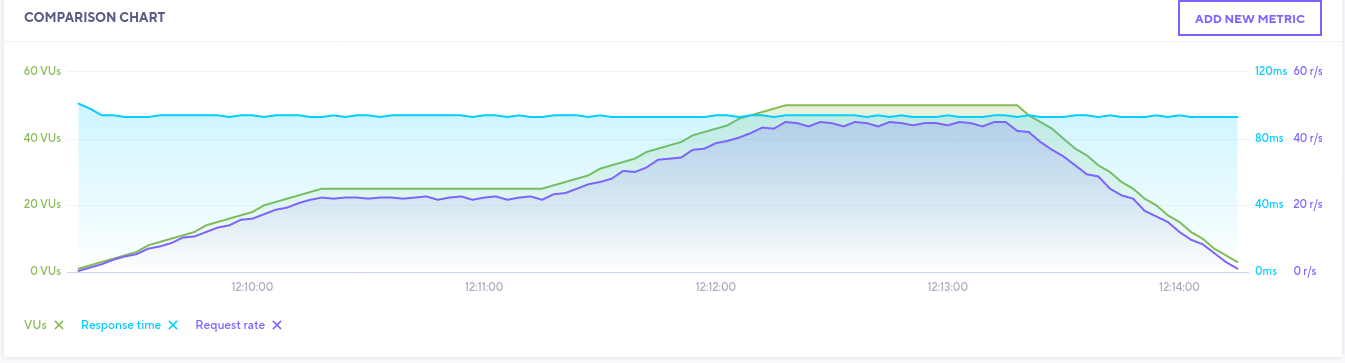 COMPARISON CHART
ADD NEW METRIC
60 VUs
120ms 60 r/s
40 VUs
80ms 40 r/s
20 VUs
40ms 20 r/s
0 VUs
0ms 0 r/s
12:10:00 12:11:00 12:12:00 12:13:00 12:14:00
VUs ✕ Response time ✕ Request rate ✕